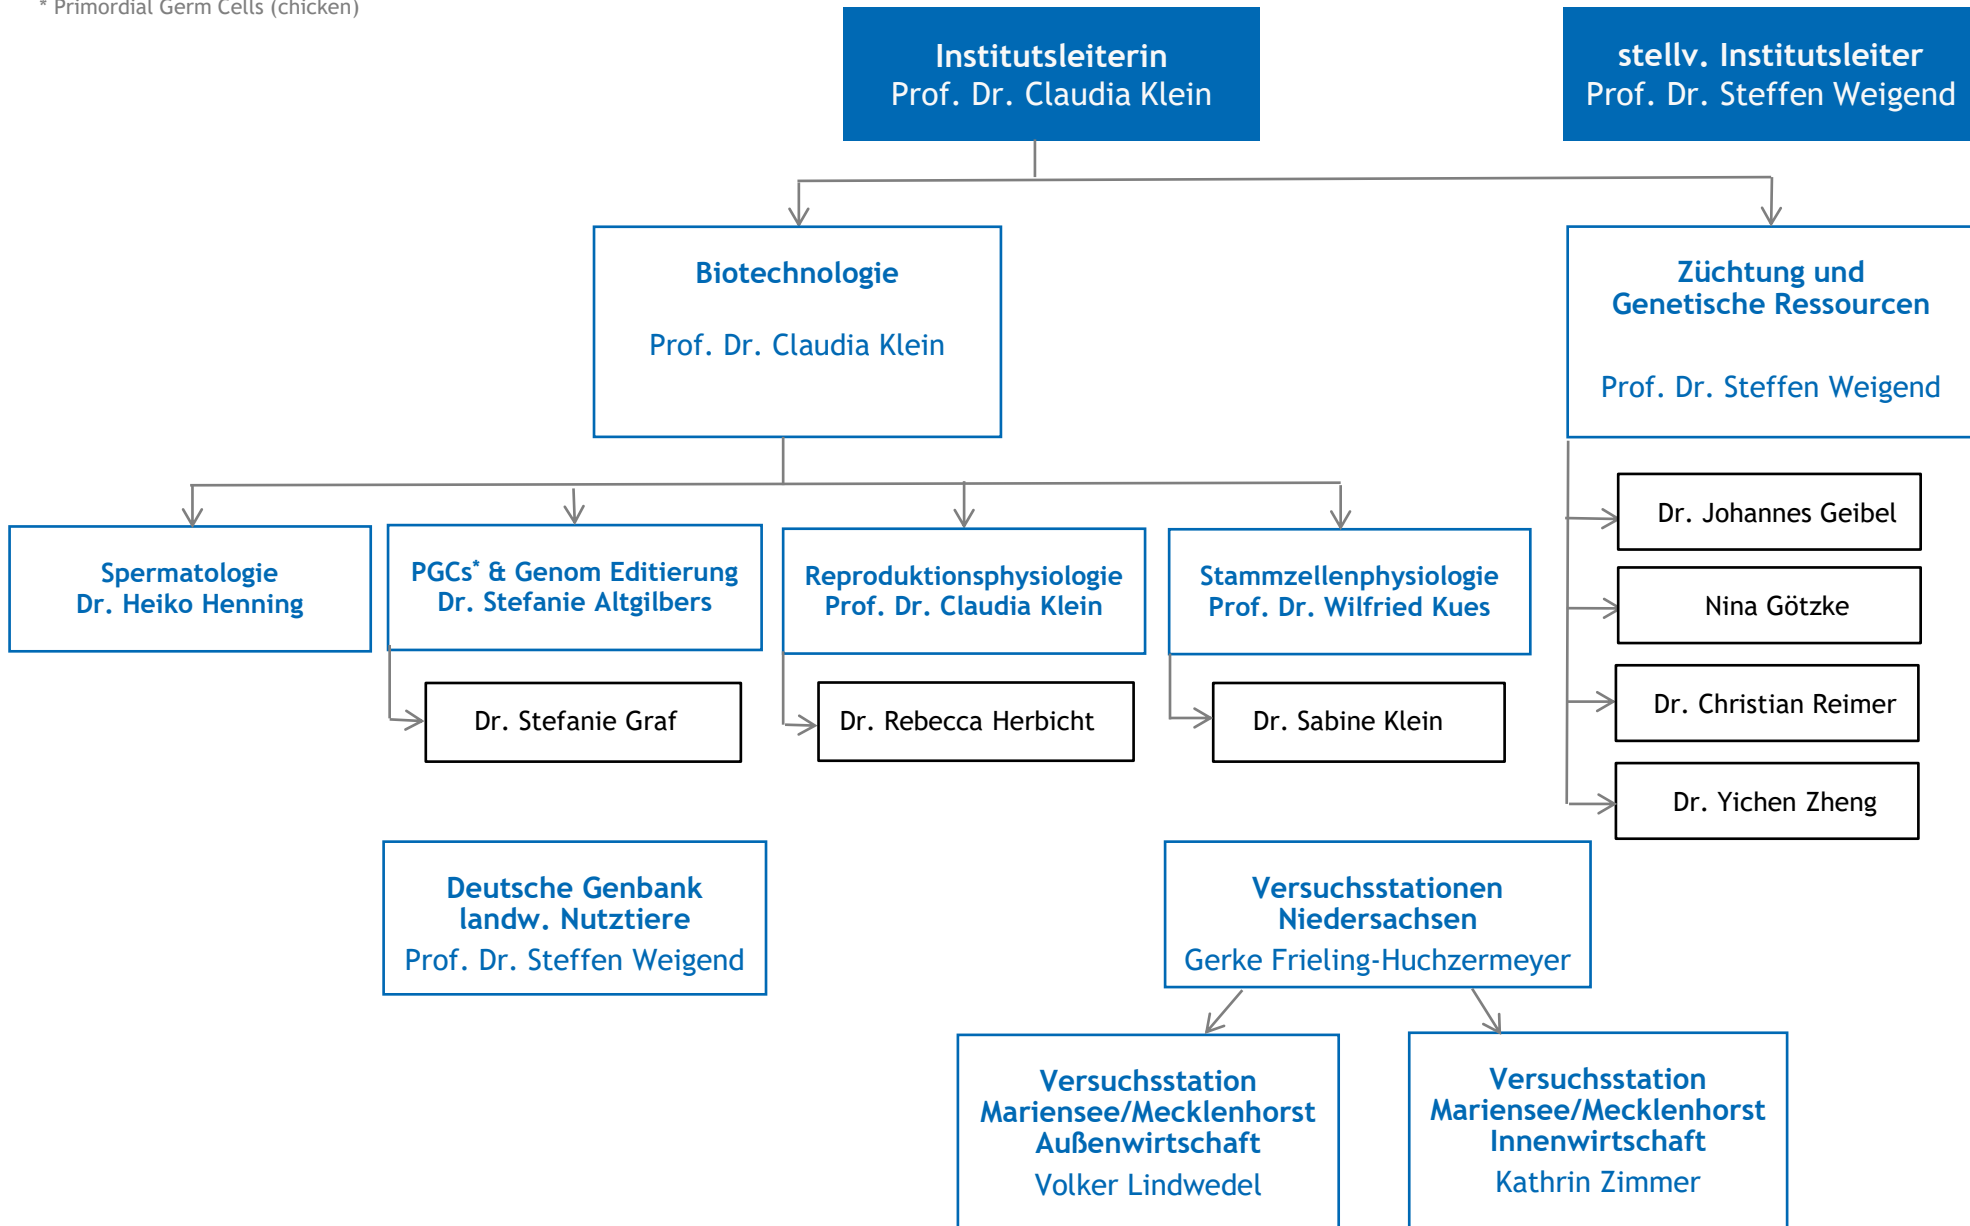 * Primordial Germ Cells (chicken)
Institutsleiterin
Prof. Dr. Claudia Klein
stellv. Institutsleiter
Prof. Dr. Steffen Weigend
Biotechnologie
Prof. Dr. Claudia Klein
Züchtung und
Genetische Ressourcen
Prof. Dr. Steffen Weigend
Spermatologie
Dr. Heiko Henning
PGCs* & Genom Editierung
Dr. Stefanie Altgilbers
Reproduktionsphysiologie
Prof. Dr. Claudia Klein
Stammzellenphysiologie
Prof. Dr. Wilfried Kues
Dr. Johannes Geibel
Nina Götzke
Dr. Christian Reimer
Dr. Yichen Zheng
Dr. Stefanie Graf
Dr. Rebecca Herbicht
Dr. Sabine Klein
Deutsche Genbank
landw. Nutztiere
Prof. Dr. Steffen Weigend
Versuchsstationen
Niedersachsen
Gerke Frieling-Huchzermeyer
Versuchsstation
Mariensee/Mecklenhorst
Außenwirtschaft
Volker Lindwedel
Versuchsstation
Mariensee/Mecklenhorst
Innenwirtschaft
Kathrin Zimmer